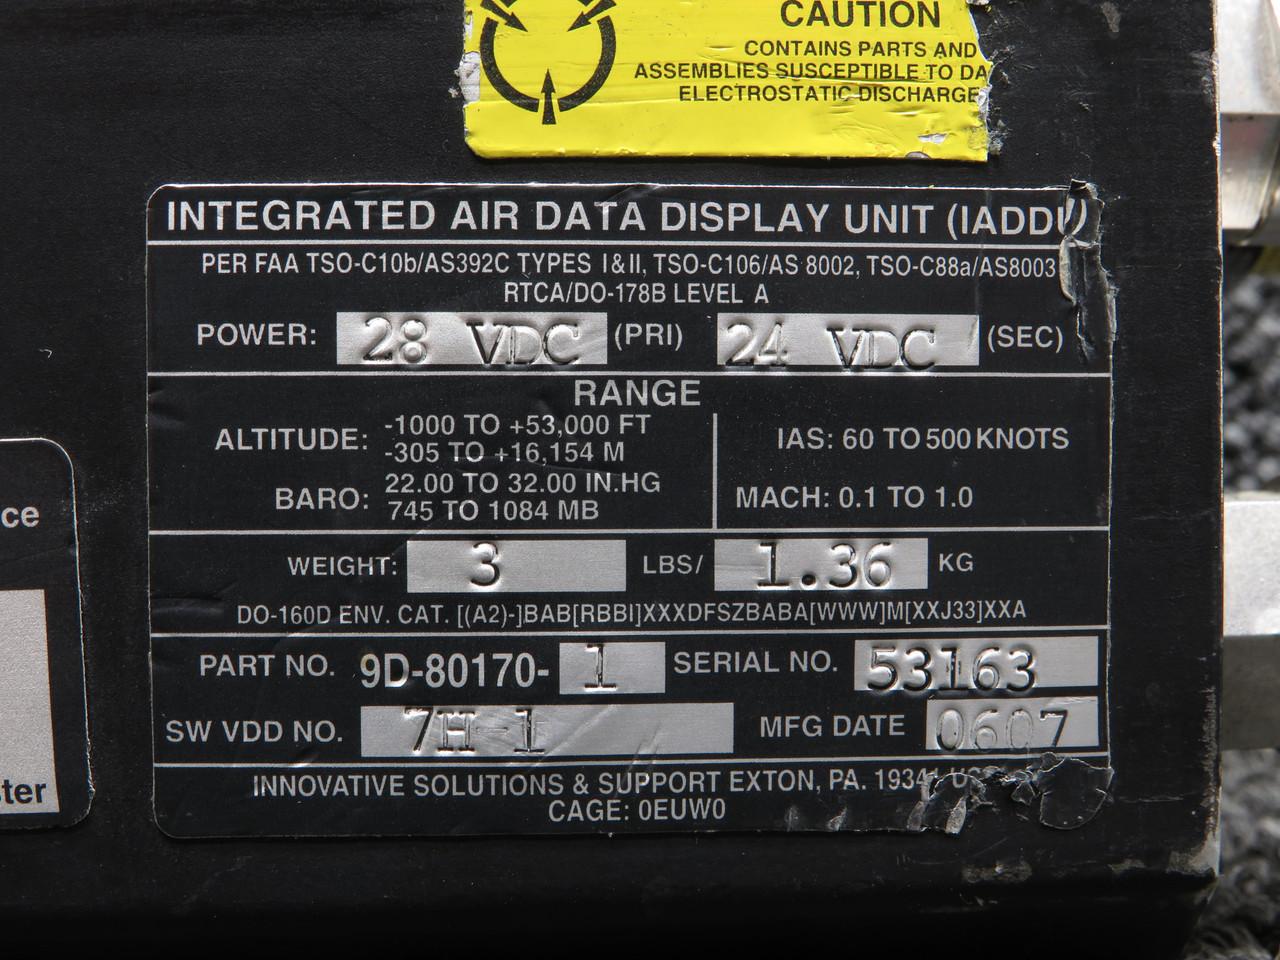 CAUTION
CONTAINS PARTS AND
ASSEMBLIES SUSCEPTIBLE TO DA
ELECTROSTATIC DISCHARGE
INTEGRATED AIR DATA DISPLAY UNIT (IADDU)
PER FAA TSO-C10b/AS392C TYPES I&II, TSO-C106/AS 8002, TSO-C88a/AS8003
RTCA/DO-178B LEVEL A
POWER: 28 VDC (PRI) 24 VDC (SEC)
RANGE
ALTITUDE: -1000 TO +53,000 FT
-305 TO +16,154 M
IAS: 60 TO 500 KNOTS
BARO: 22.00 TO 32.00 IN.HG
745 TO 1084 MB
MACH: 0.1 TO 1.0
ce
WEIGHT: 3 LBS/ 1.36 KG
DO-160D ENV. CAT. [(A2)-]BAB[RBBI]XXXDFSZBABA[WWW]M[XXJ33]XXA
PART NO. 9D-80170-1 SERIAL NO. 53163
SW VDD NO. 7H-1 MFG DATE 0607
ster
INNOVATIVE SOLUTIONS & SUPPORT EXTON, PA. 19341
CAGE: 0EUW0